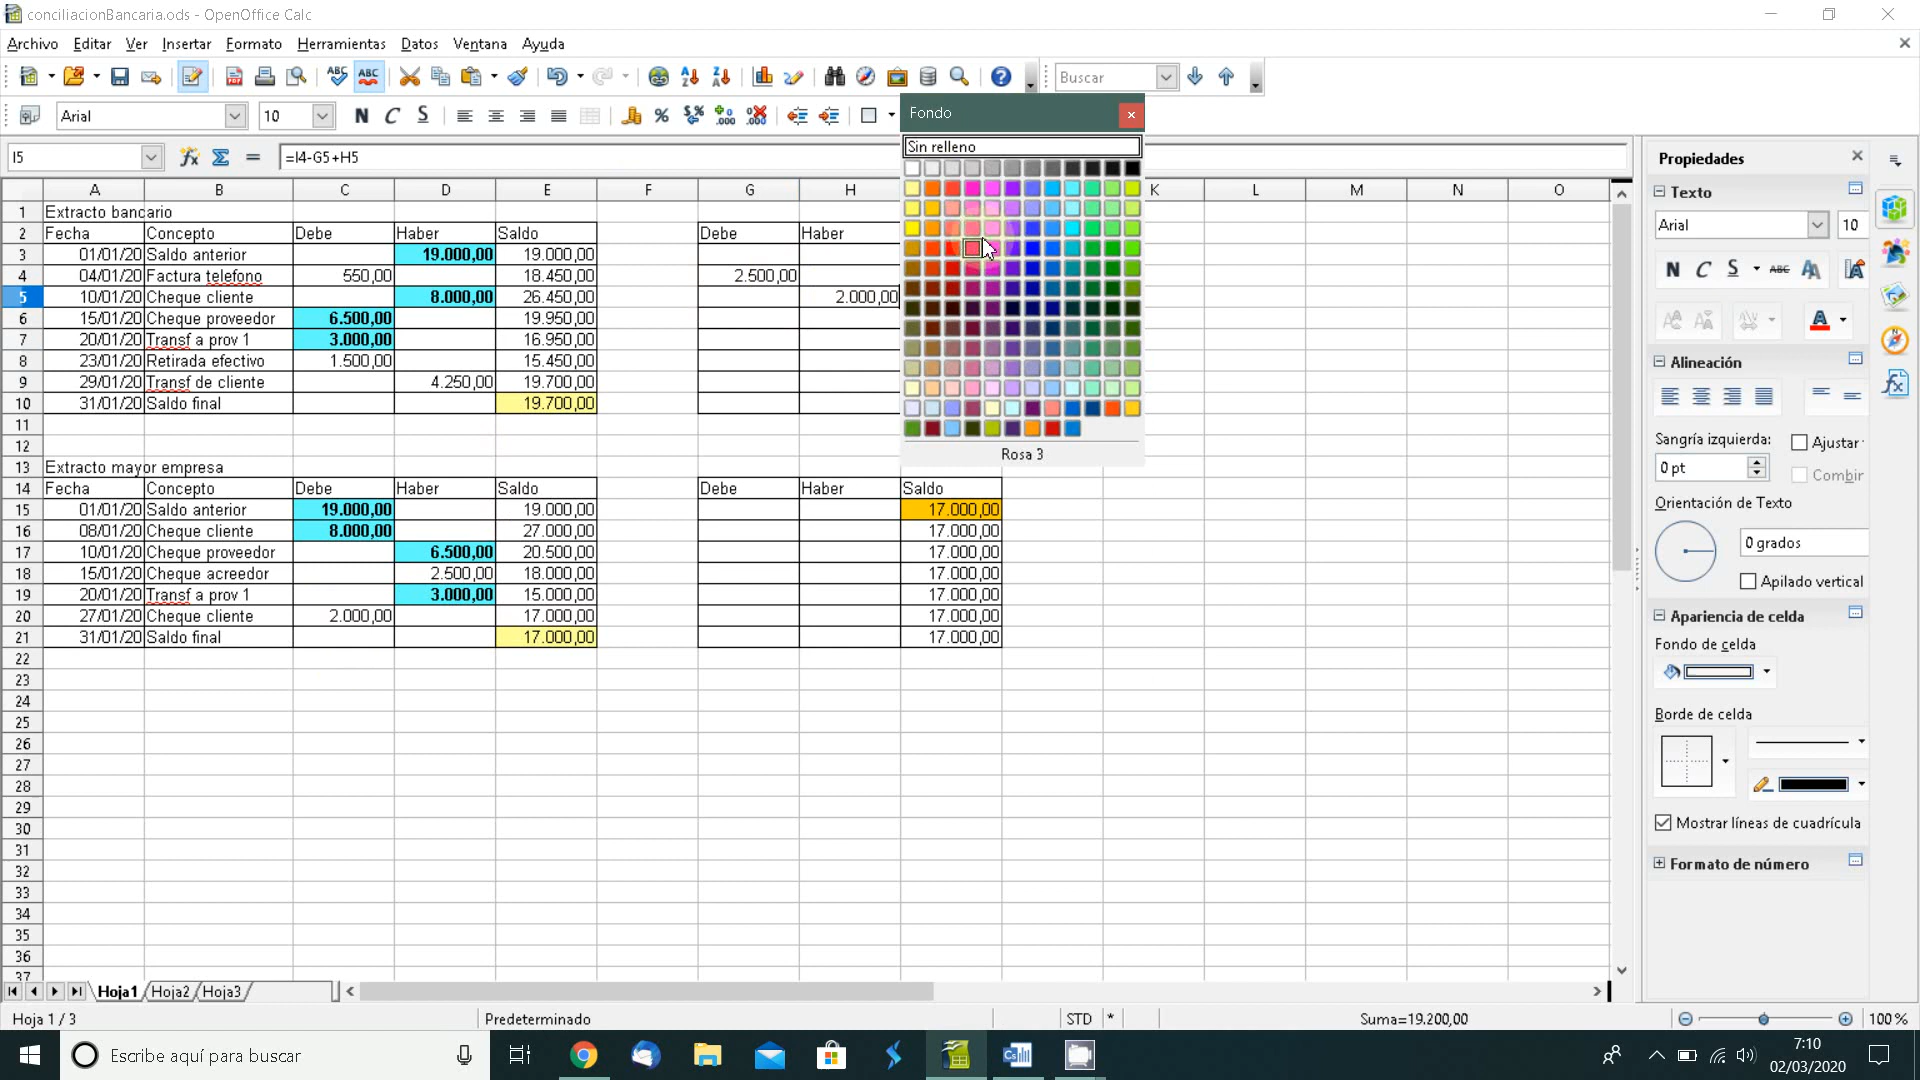 conciliacionBancaria.ods - OpenOffice Calc
Archivo Editar Ver Insertar Formato Herramientas Datos Ventana Ayuda
Buscar
Arial 10 N C S
Fondo
Sin relleno
Rosa 3
I5 =I4-G5+H5
A B C D E F G H K L M N O
1 Extracto bancario
2 Fecha Concepto Debe Haber Saldo Debe Haber
3 01/01/20 Saldo anterior 19.000,00 19.000,00
4 04/01/20 Factura telefono 550,00 18.450,00 2.500,00
5 10/01/20 Cheque cliente 8.000,00 26.450,00 2.000,00
6 15/01/20 Cheque proveedor 6.500,00 19.950,00
7 20/01/20 Transf a prov 1 3.000,00 16.950,00
8 23/01/20 Retirada efectivo 1.500,00 15.450,00
9 29/01/20 Transf de cliente 4.250,00 19.700,00
10 31/01/20 Saldo final 19.700,00
11
12
13 Extracto mayor empresa
14 Fecha Concepto Debe Haber Saldo Debe Haber Saldo
15 01/01/20 Saldo anterior 19.000,00 19.000,00 17.000,00
16 08/01/20 Cheque cliente 8.000,00 27.000,00 17.000,00
17 10/01/20 Cheque proveedor 6.500,00 20.500,00 17.000,00
18 15/01/20 Cheque acreedor 2.500,00 18.000,00 17.000,00
19 20/01/20 Transf a prov 1 3.000,00 15.000,00 17.000,00
20 27/01/20 Cheque cliente 2.000,00 17.000,00 17.000,00
21 31/01/20 Saldo final 17.000,00 17.000,00
22
23
24
25
26
27
28
29
30
31
32
33
34
35
36
37
Propiedades
Texto
Arial 10
N C S ABC
Alineación
Sangría izquierda: Ajustar
0 pt Combir
Orientación de Texto
0 grados
Apilado vertical
Apariencia de celda
Fondo de celda
Borde de celda
Mostrar líneas de cuadrícula
Formato de número
Hoja1 Hoja2 Hoja3
Hoja 1 / 3 Predeterminado STD * Suma=19.200,00 100 %
Escribe aquí para buscar
7:10
02/03/2020